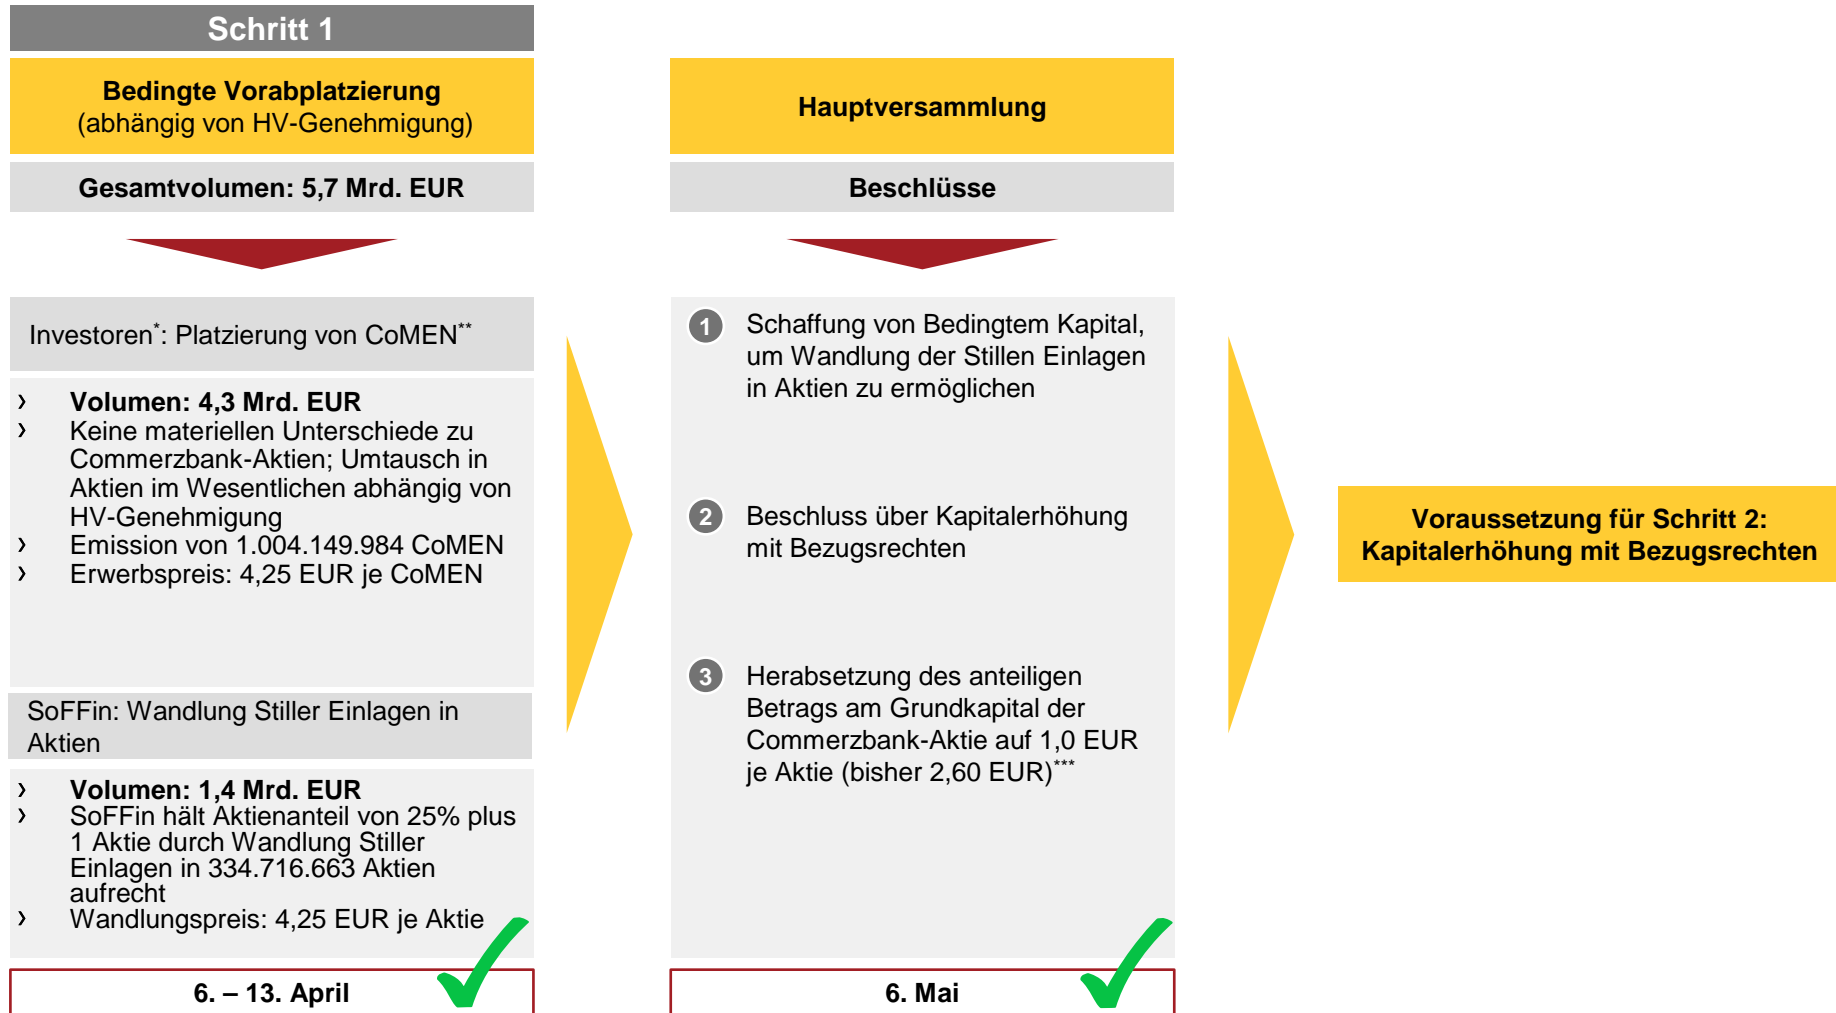 Schritt 1
Bedingte Vorabplatzierung
(abhängig von HV-Genehmigung)
Gesamtvolumen: 5,7 Mrd. EUR
Investoren*: Platzierung von CoMEN**
› Volumen: 4,3 Mrd. EUR
› Keine materiellen Unterschiede zu
Commerzbank-Aktien; Umtausch in
Aktien im Wesentlichen abhängig von
HV-Genehmigung
› Emission von 1.004.149.984 CoMEN
› Erwerbspreis: 4,25 EUR je CoMEN
SoFFin: Wandlung Stiller Einlagen in
Aktien
› Volumen: 1,4 Mrd. EUR
› SoFFin hält Aktienanteil von 25% plus
1 Aktie durch Wandlung Stiller
Einlagen in 334.716.663 Aktien
aufrecht
› Wandlungspreis: 4,25 EUR je Aktie
6. – 13. April
Hauptversammlung
Beschlüsse
1 Schaffung von Bedingtem Kapital,
um Wandlung der Stillen Einlagen
in Aktien zu ermöglichen
2 Beschluss über Kapitalerhöhung
mit Bezugsrechten
3 Herabsetzung des anteiligen
Betrags am Grundkapital der
Commerzbank-Aktie auf 1,0 EUR
je Aktie (bisher 2,60 EUR)***
6. Mai
Voraussetzung für Schritt 2:
Kapitalerhöhung mit Bezugsrechten